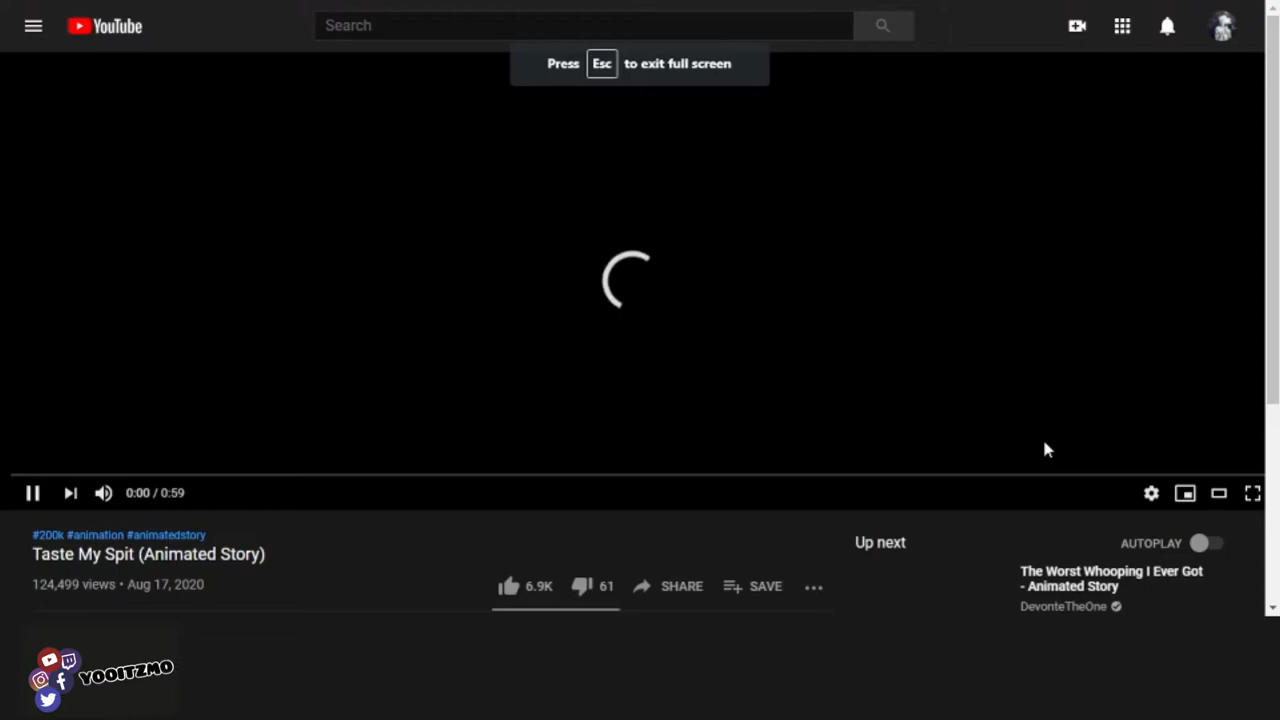 YouTube
Search
Press Esc to exit full screen
0:00 / 0:59
#200k #animation #animatedstory
Taste My Spit (Animated Story)
124,499 views • Aug 17, 2020
6.9K
61
SHARE
SAVE
Up next
AUTOPLAY
The Worst Whooping I Ever Got
- Animated Story
DevonteTheOne
YOOITZMO